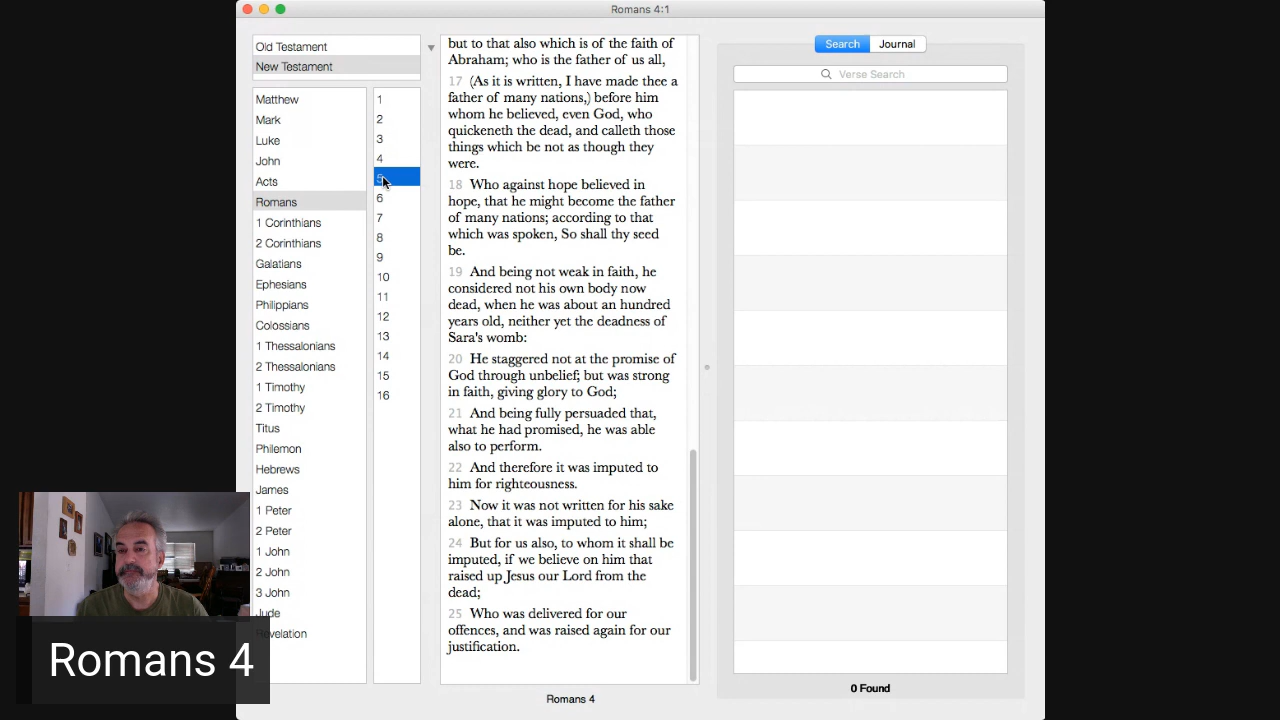 Romans 4:1
Old Testament
New Testament
Matthew
Mark
Luke
John
Acts
Romans
1 Corinthians
2 Corinthians
Galatians
Ephesians
Philippians
Colossians
1 Thessalonians
2 Thessalonians
1 Timothy
2 Timothy
Titus
Philemon
Hebrews
James
1 Peter
2 Peter
1 John
2 John
3 John
Jude
1
2
3
4
5
6
7
8
9
10
11
12
13
14
15
16
but to that also which is of the faith of
Abraham; who is the father of us all,
17 (As it is written, I have made thee a
father of many nations,) before him
whom he believed, even God, who
quickeneth the dead, and calleth those
things which be not as though they
were.
18 Who against hope believed in
hope, that he might become the father
of many nations; according to that
which was spoken, So shall thy seed
be.
19 And being not weak in faith, he
considered not his own body now
dead, when he was about an hundred
years old, neither yet the deadness of
Sara's womb:
20 He staggered not at the promise of
God through unbelief; but was strong
in faith, giving glory to God;
21 And being fully persuaded that,
what he had promised, he was able
also to perform.
22 And therefore it was imputed to
him for righteousness.
23 Now it was not written for his sake
alone, that it was imputed to him;
24 But for us also, to whom it shall be
imputed, if we believe on him that
raised up Jesus our Lord from the
dead;
25 Who was delivered for our
offences, and was raised again for our
justification.
Romans 4
Search Journal
Verse Search
0 Found
Romans 4